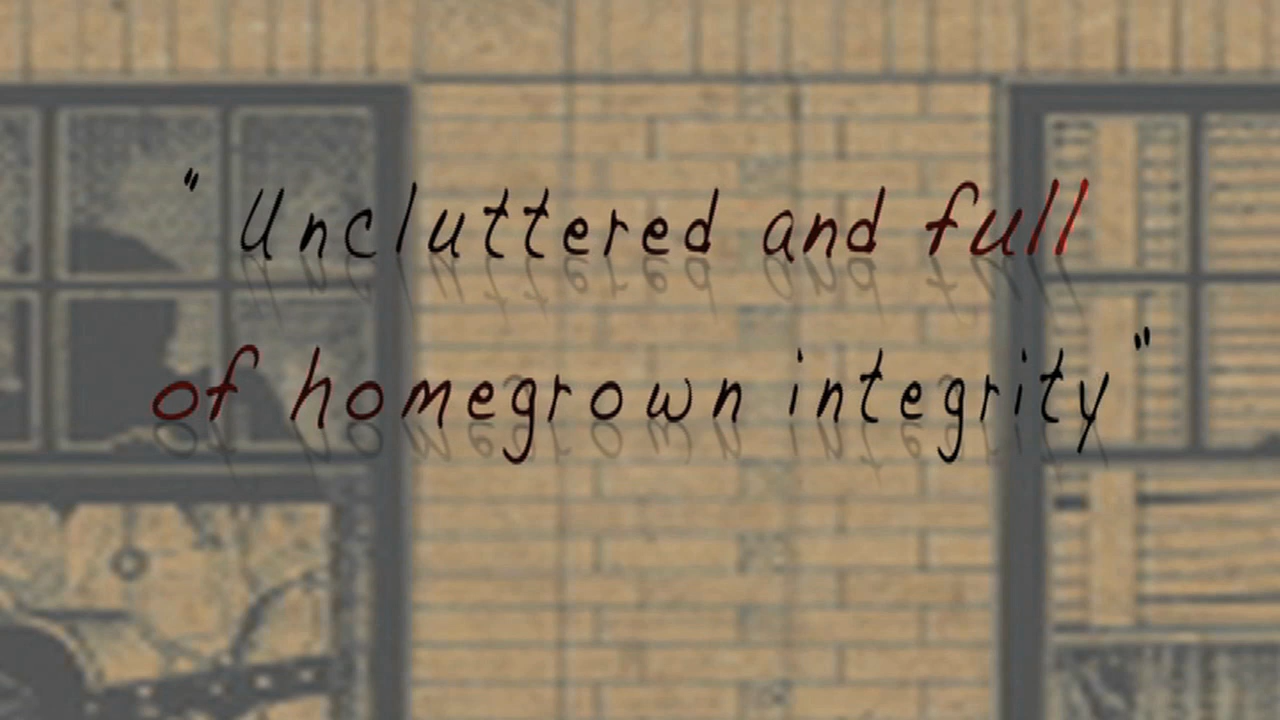 "Uncluttered and full
of homegrown integrity"